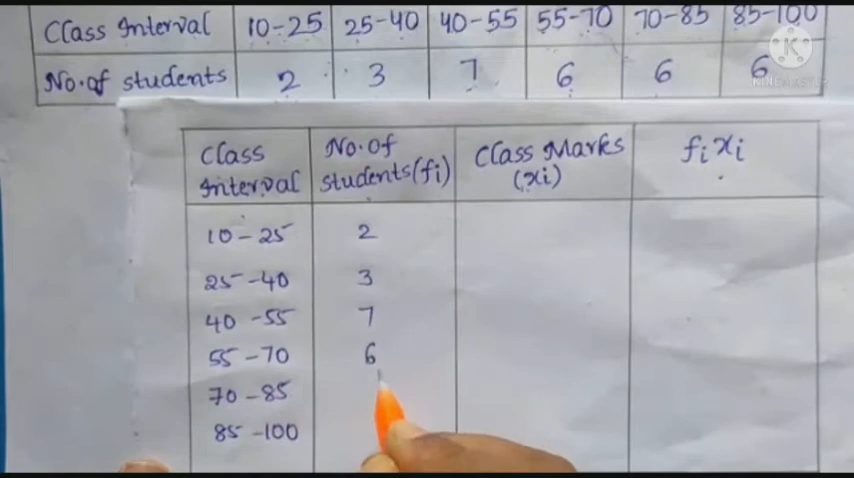 Class Interval 10-25 25-40 40-55 55-70 70-85 85-100
No. of students 2 3 7 6 6 6
K
KINEMASTER
Class Interval No. of students (fi) Class Marks (xi) fixi
10-25 2
25-40 3
40-55 7
55-70 6
70-85
85-100